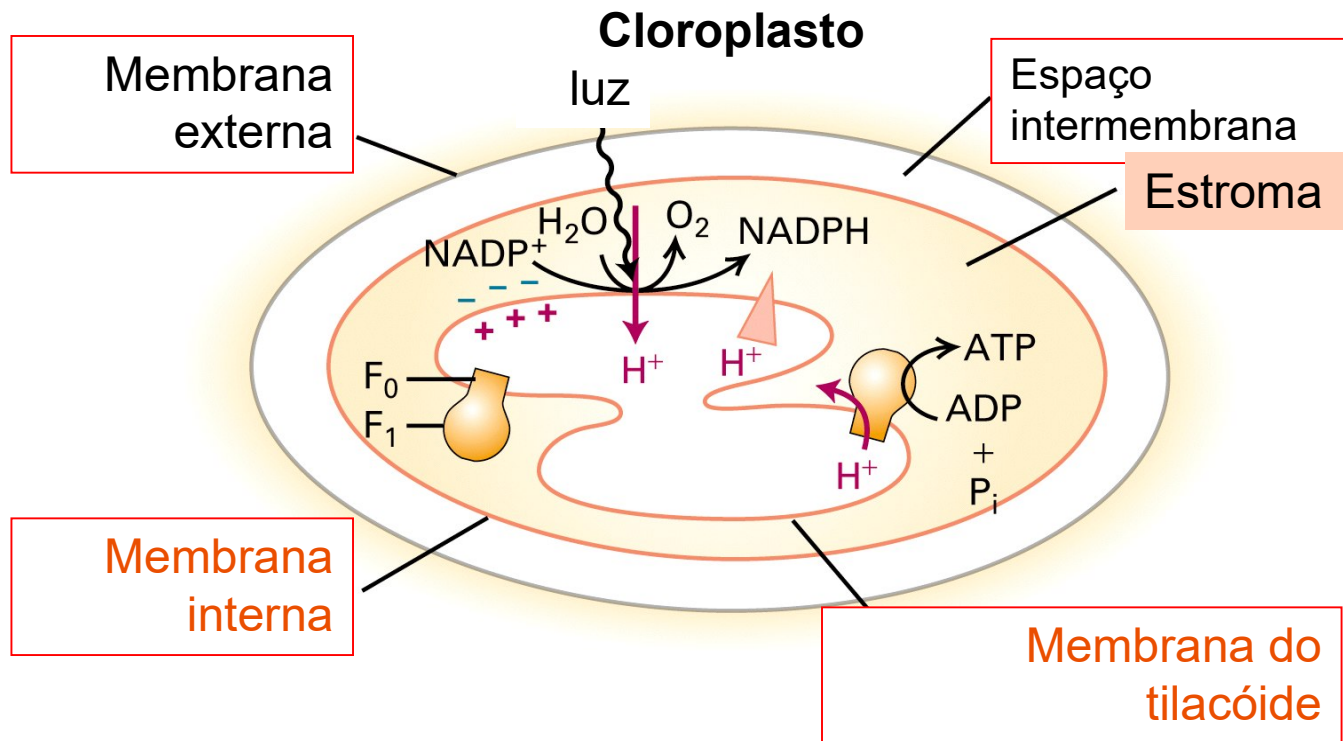 Cloroplasto
Membrana
externa
luz
Espaço
intermembrana
Estroma
H₂O
O₂
NADPH
NADP⁺
− − −
+ + +
H⁺
H⁺
ATP
F₀
F₁
ADP
+
Pᵢ
H⁺
Membrana
interna
Membrana do
tilacóide